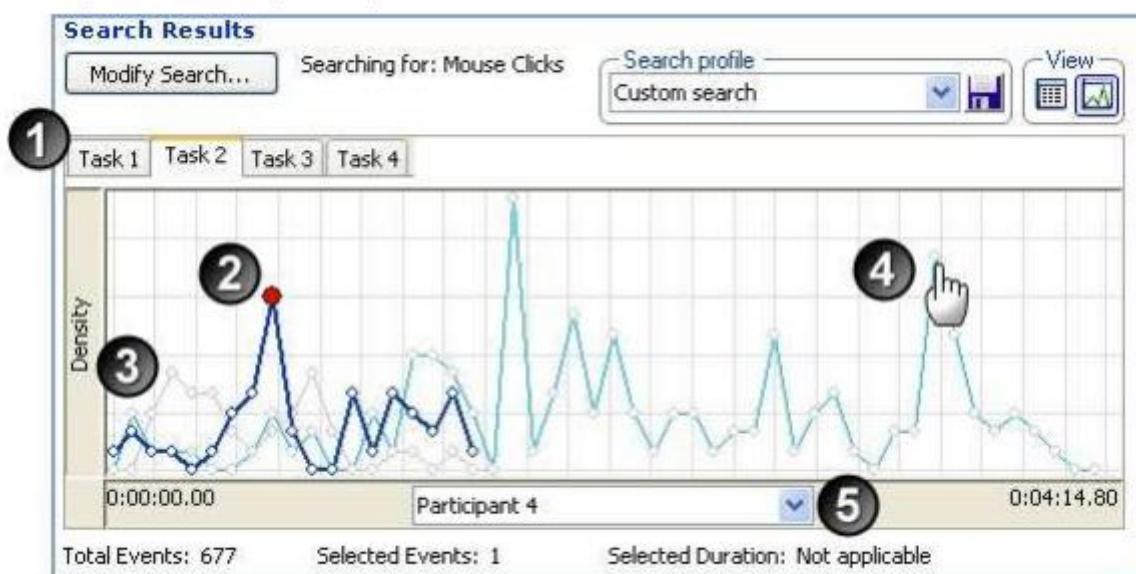 Search Results
Modify Search...
Searching for: Mouse Clicks
Search profile
Custom search
View
1
Task 1 Task 2 Task 3 Task 4
2
4
Density
3
0:00:00.00
Participant 4
5
0:04:14.80
Total Events: 677 Selected Events: 1 Selected Duration: Not applicable